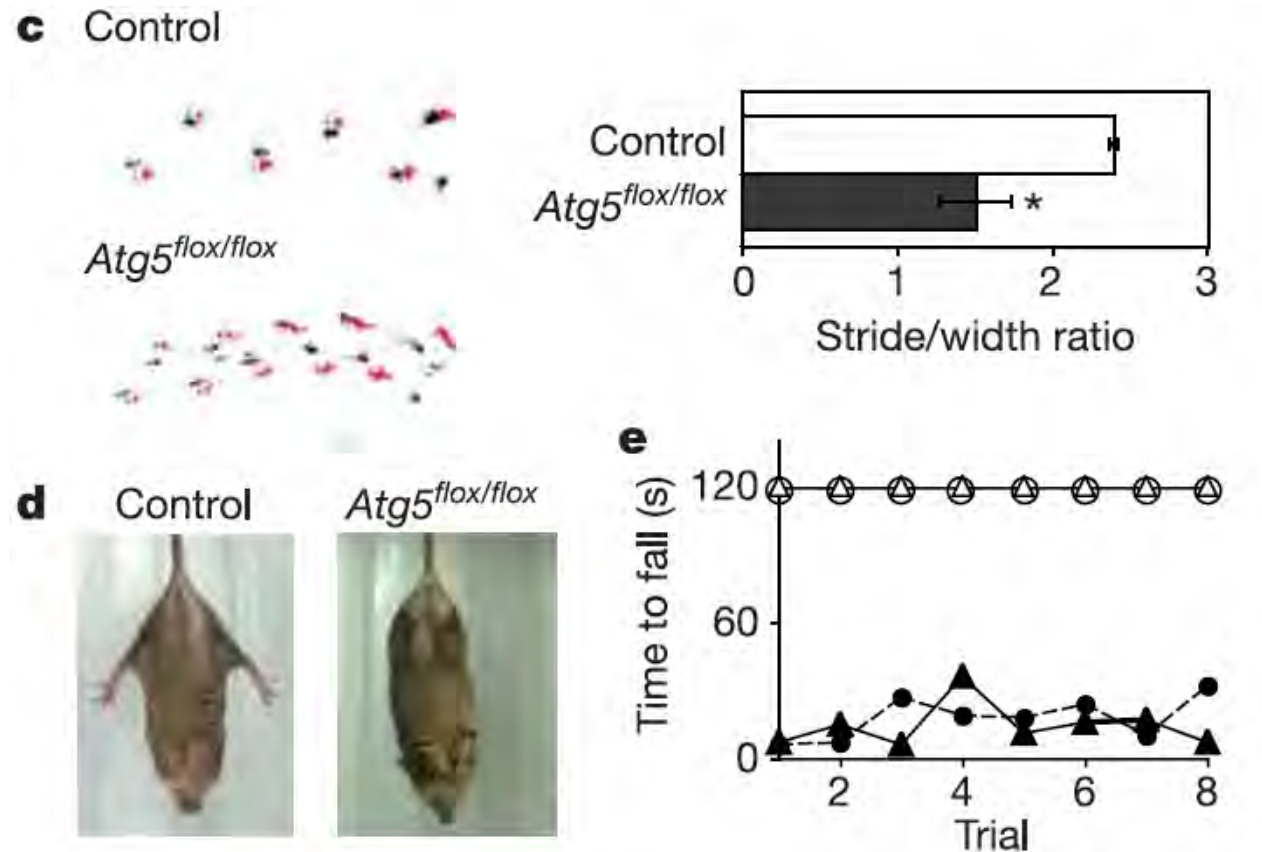 c Control
Atg5flox/flox
Control
Atg5flox/flox
*
0 1 2 3
Stride/width ratio
d Control Atg5flox/flox
e
Time to fall (s)
120
60
0
2 4 6 8
Trial